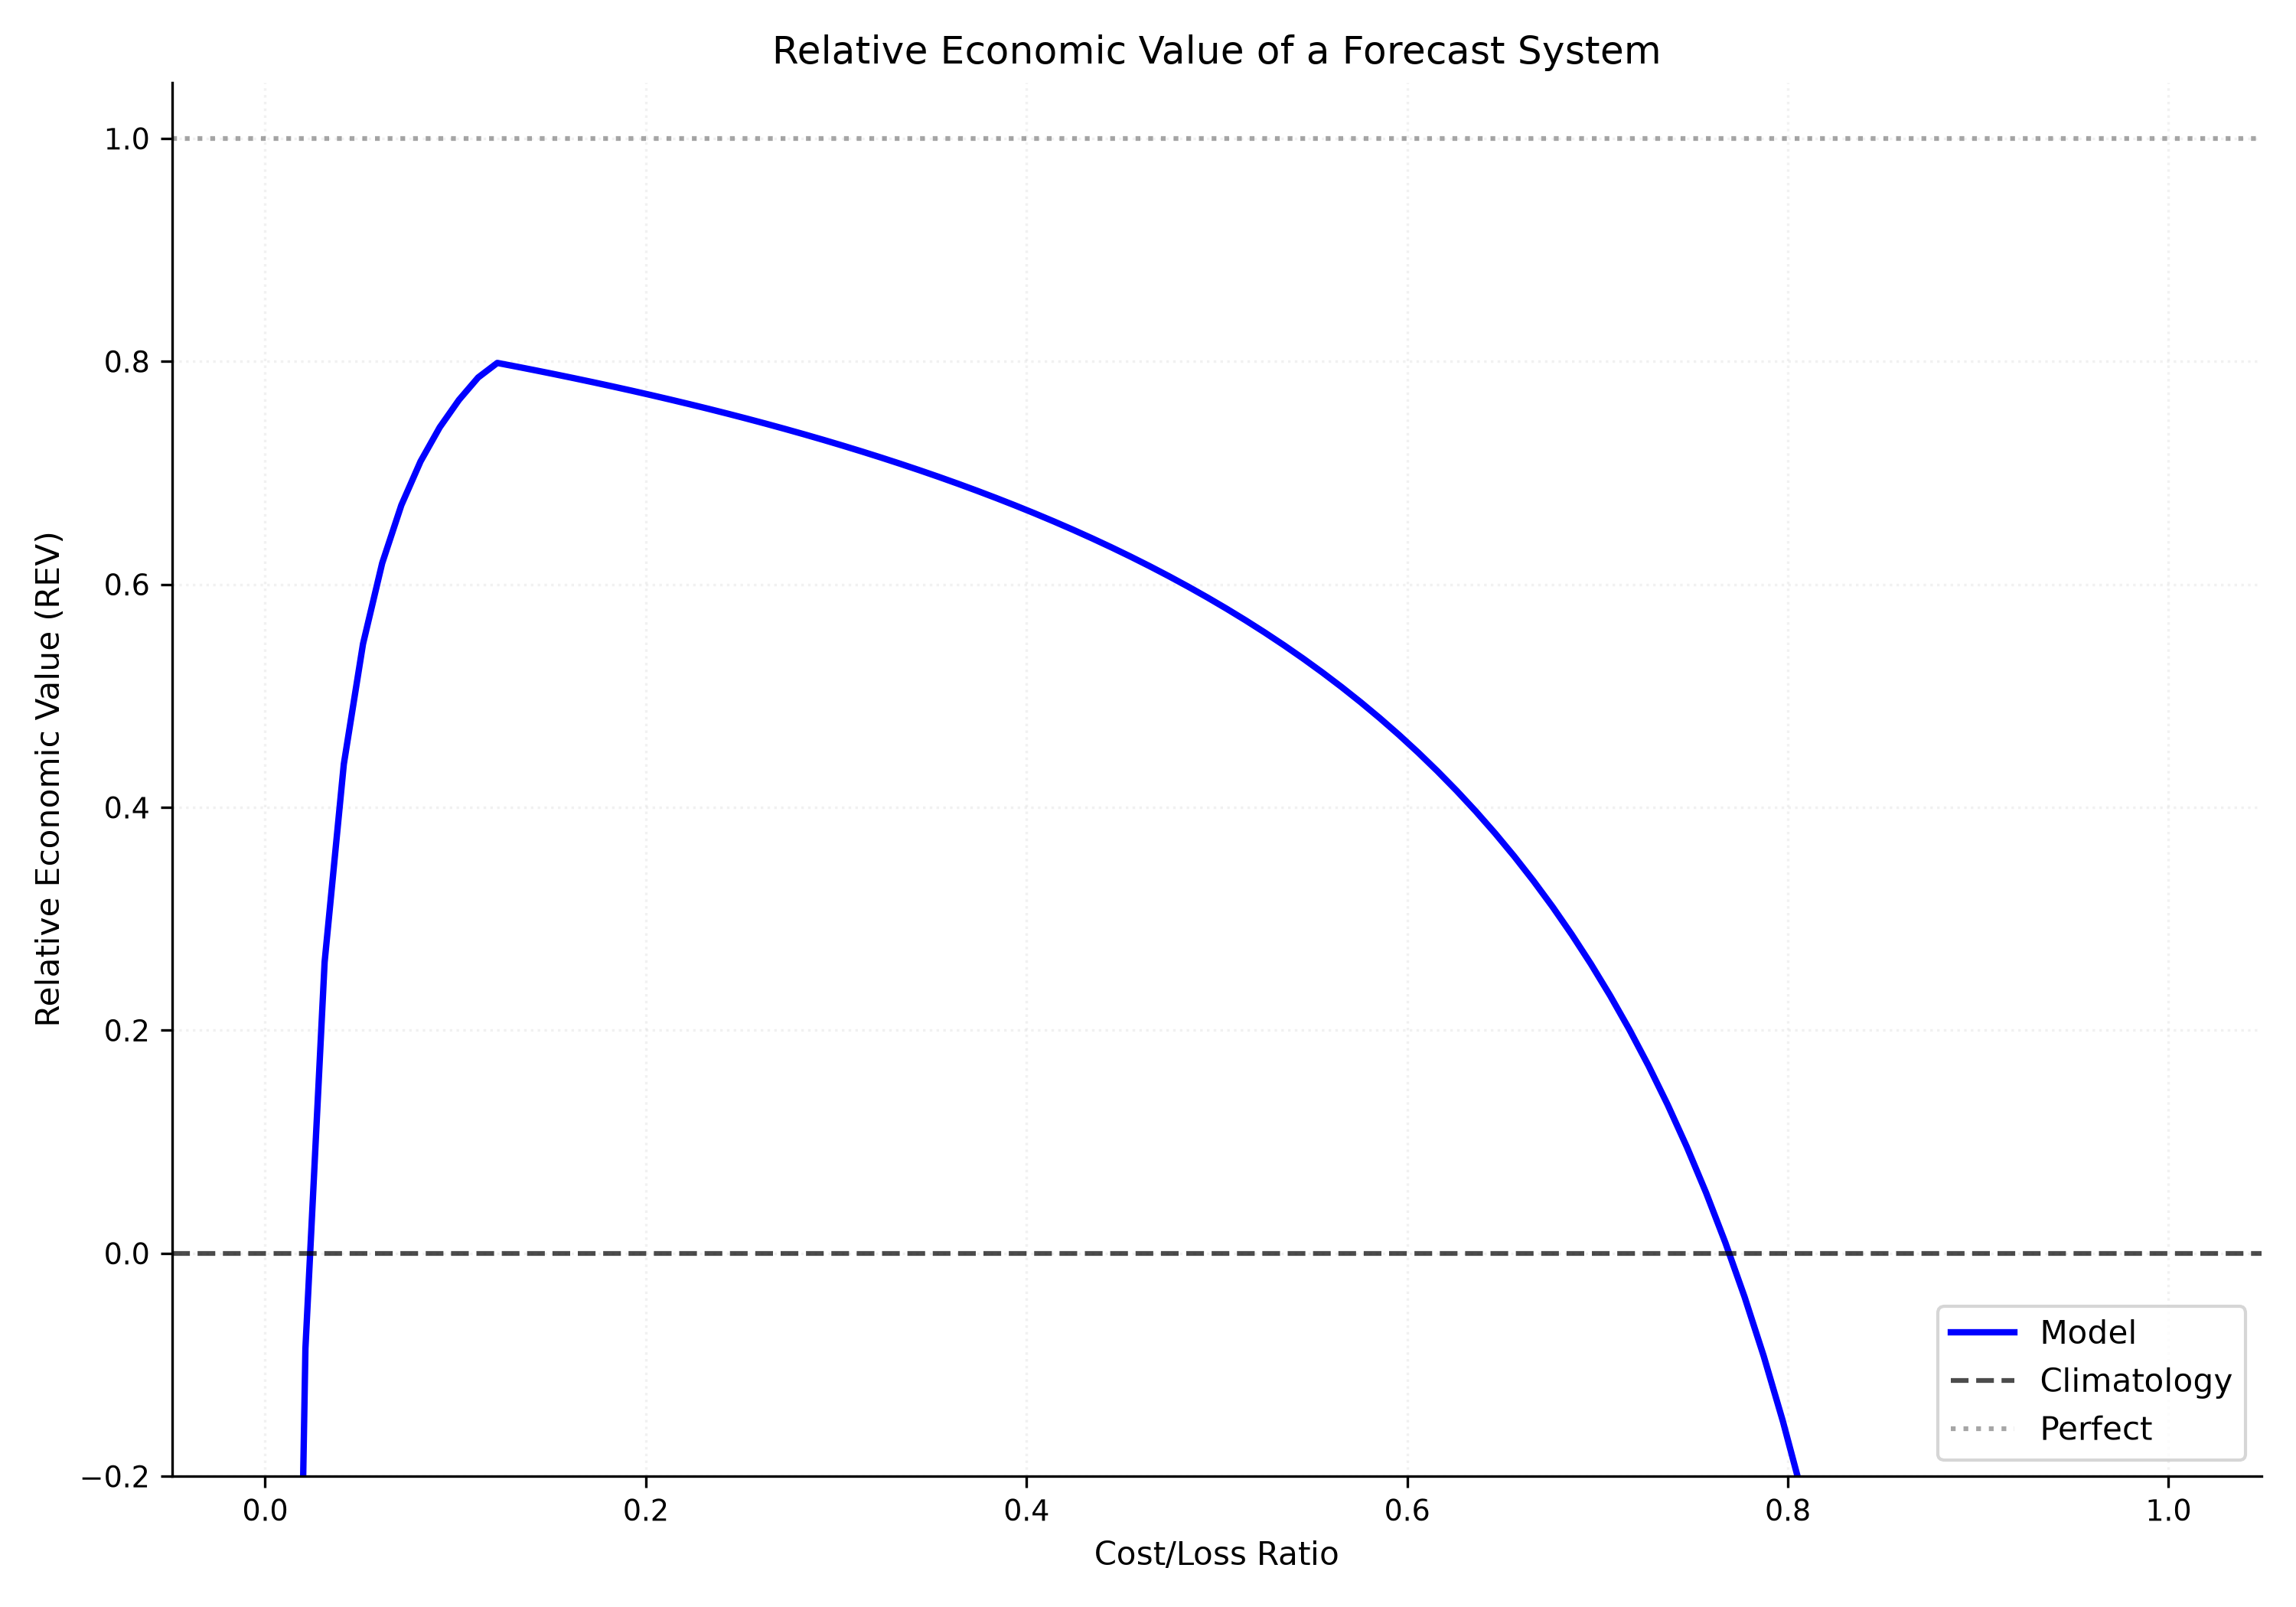 Relative Economic Value of a Forecast System
Relative Economic Value (REV)
1.0
0.8
0.6
0.4
0.2
0.0
−0.2
0.0 0.2 0.4 0.6 0.8 1.0
Cost/Loss Ratio
Model
Climatology
Perfect